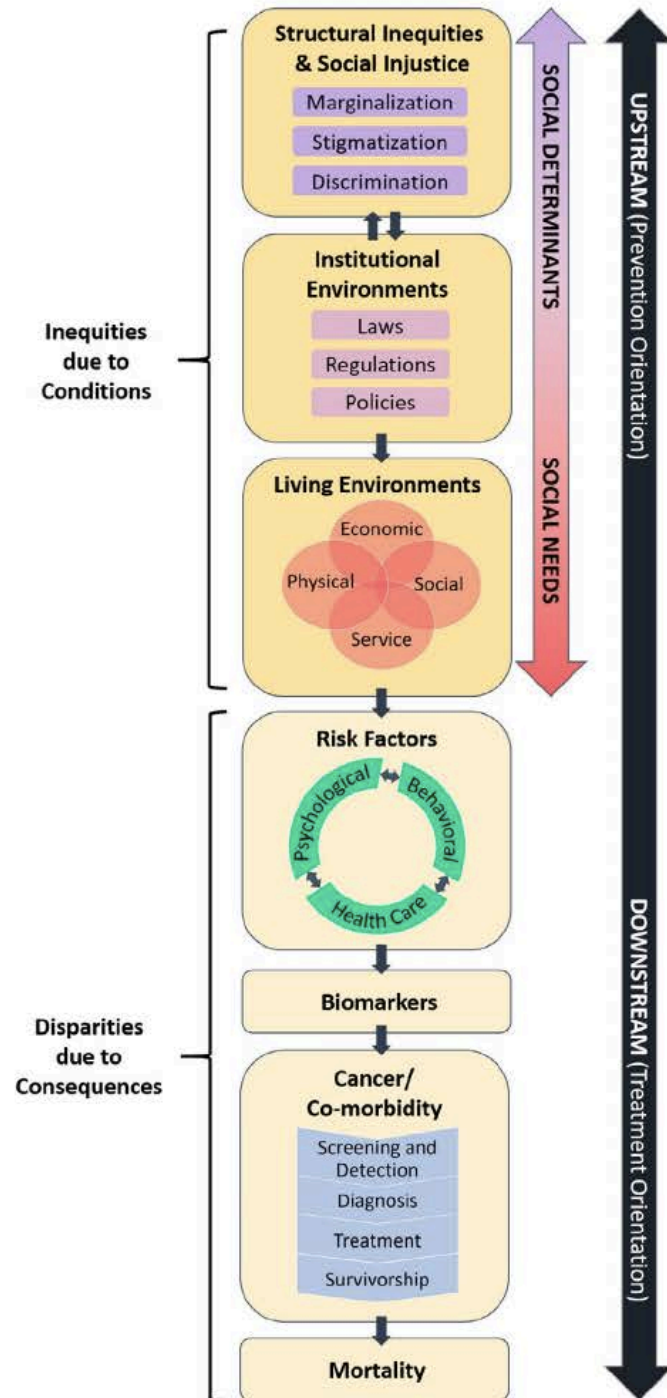 Structural Inequities
& Social Injustice
Marginalization
Stigmatization
Discrimination
Institutional
Environments
Laws
Regulations
Policies
Inequities
due to
Conditions
Living Environments
Economic
Physical
Social
Service
SOCIAL DETERMINANTS
SOCIAL NEEDS
UPSTREAM (Prevention Orientation)
Risk Factors
Psychological
Behavioral
Health Care
Biomarkers
Disparities
due to
Consequences
Cancer/
Co-morbidity
Screening and
Detection
Diagnosis
Treatment
Survivorship
Mortality
DOWNSTREAM (Treatment Orientation)